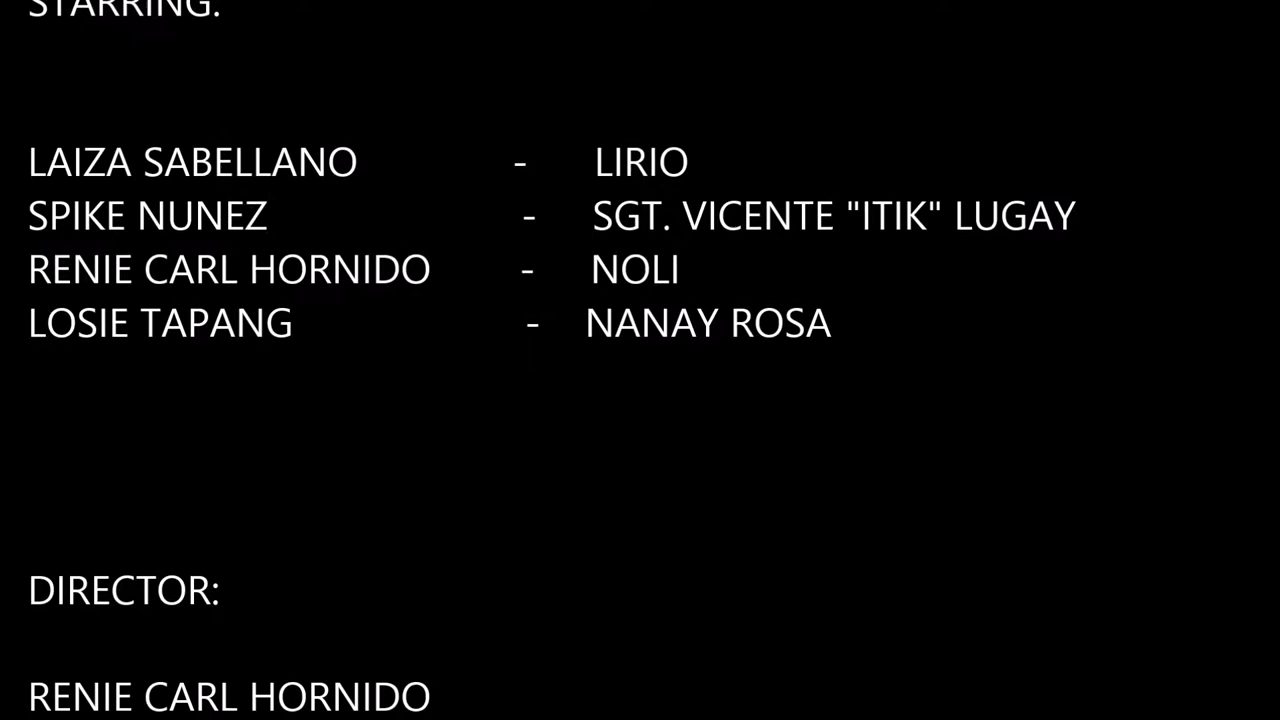 STARRING:
LAIZA SABELLANO - LIRIO
SPIKE NUNEZ - SGT. VICENTE "ITIK" LUGAY
RENIE CARL HORNIDO - NOLI
LOSIE TAPANG - NANAY ROSA
DIRECTOR:
RENIE CARL HORNIDO